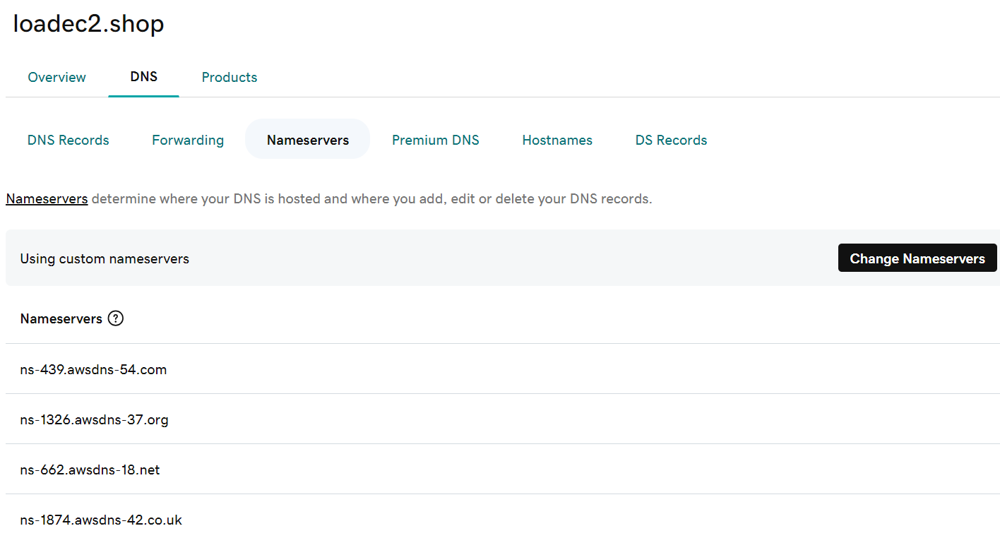 loadec2.shop
Overview DNS Products
DNS Records Forwarding Nameservers Premium DNS Hostnames DS Records
Nameservers determine where your DNS is hosted and where you add, edit or delete your DNS records.
Using custom nameservers Change Nameservers
Nameservers ?
ns-439.awsdns-54.com
ns-1326.awsdns-37.org
ns-662.awsdns-18.net
ns-1874.awsdns-42.co.uk